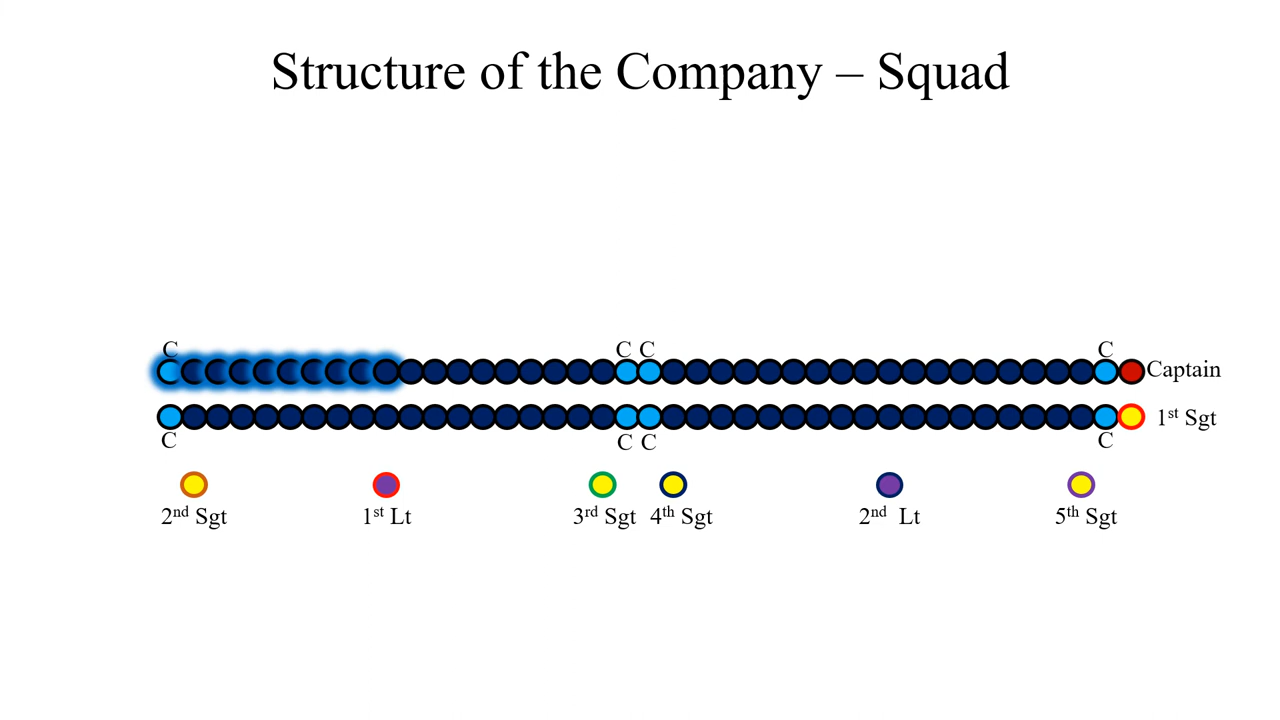 Structure of the Company – Squad
C C C C
Captain
1st Sgt
C C C C
2nd Sgt 1st Lt 3rd Sgt 4th Sgt 2nd Lt 5th Sgt